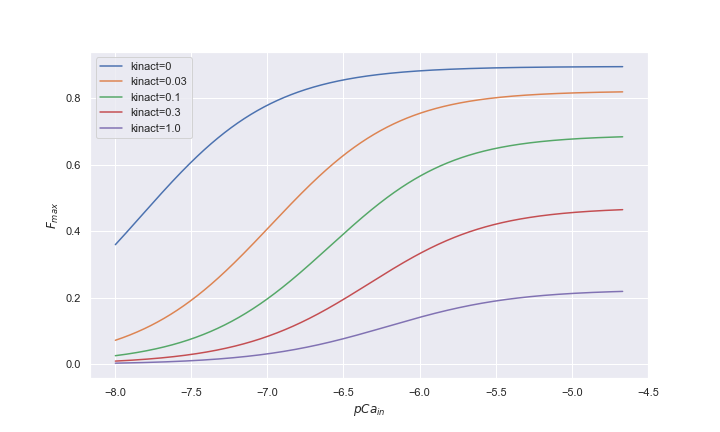 kinact=0
kinact=0.03
kinact=0.1
kinact=0.3
kinact=1.0
0.8
0.6
0.4
0.2
0.0
F_max
−8.0 −7.5 −7.0 −6.5 −6.0 −5.5 −5.0 −4.5
pCa_in